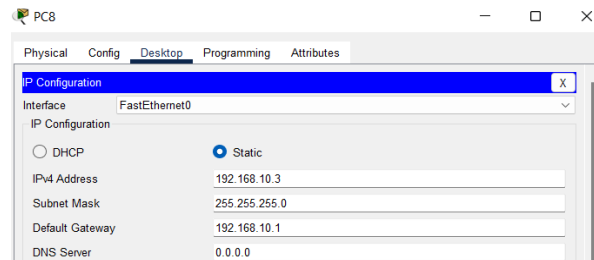 PC8
Physical Config Desktop Programming Attributes
IP Configuration X
Interface FastEthernet0
IP Configuration
DHCP Static
IPv4 Address 192.168.10.3
Subnet Mask 255.255.255.0
Default Gateway 192.168.10.1
DNS Server 0.0.0.0